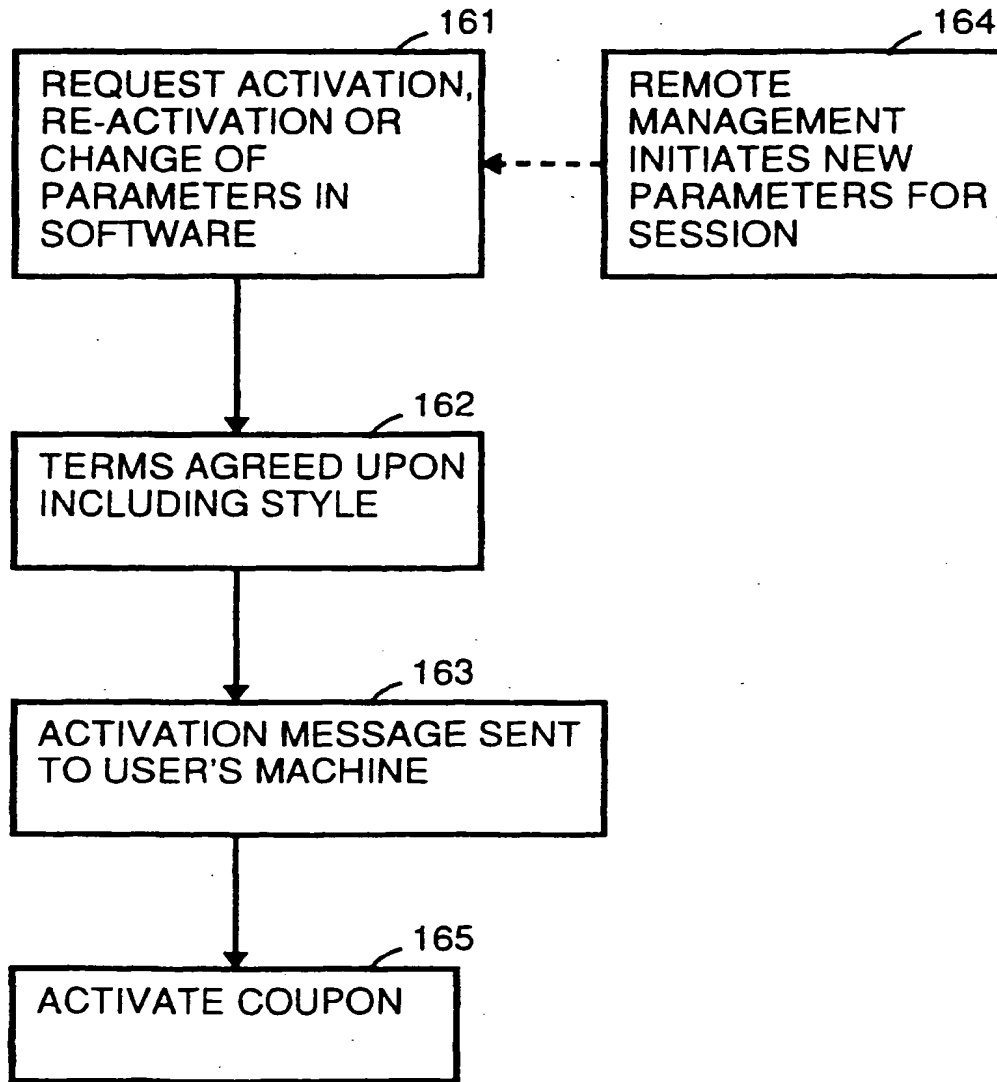 161
REQUEST ACTIVATION,
RE-ACTIVATION OR
CHANGE OF
PARAMETERS IN
SOFTWARE
164
REMOTE
MANAGEMENT
INITIATES NEW
PARAMETERS FOR
SESSION
162
TERMS AGREED UPON
INCLUDING STYLE
163
ACTIVATION MESSAGE SENT
TO USER'S MACHINE
165
ACTIVATE COUPON